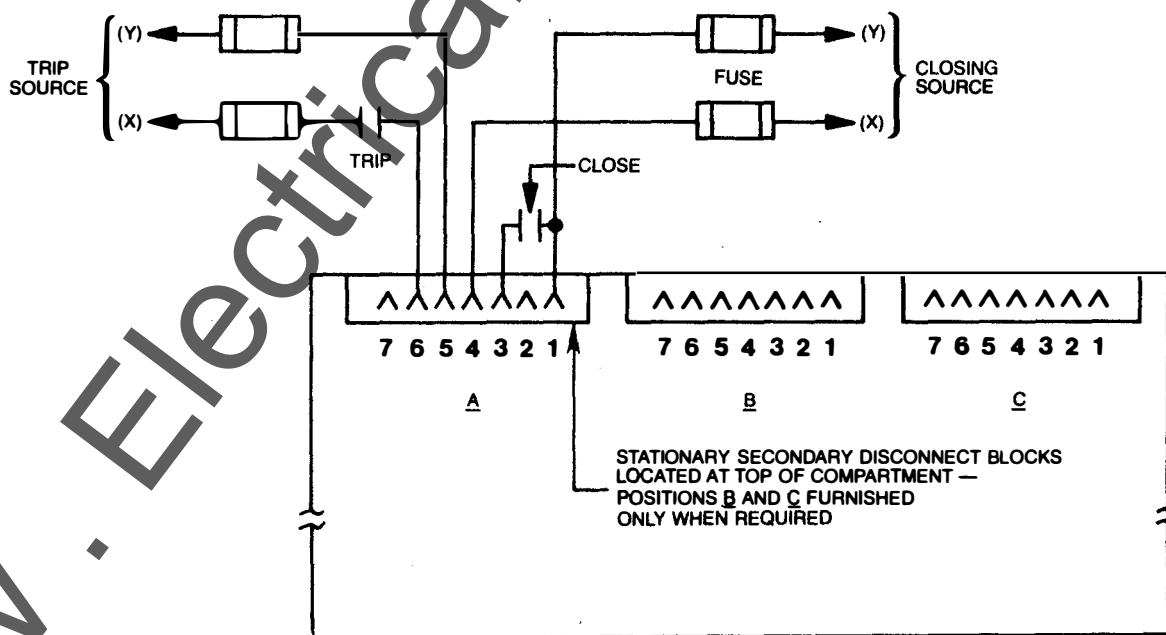 (Y)
(Y)
TRIP
SOURCE
FUSE
CLOSING
SOURCE
(X)
(X)
TRIP
CLOSE
7 6 5 4 3 2 1
7 6 5 4 3 2 1
7 6 5 4 3 2 1
A
B
C
STATIONARY SECONDARY DISCONNECT BLOCKS
LOCATED AT TOP OF COMPARTMENT —
POSITIONS B AND C FURNISHED
ONLY WHEN REQUIRED
. Electrica